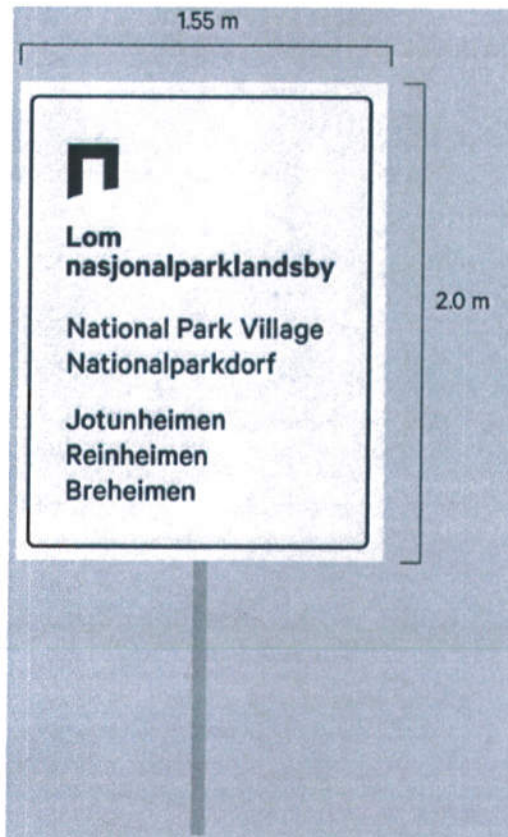 1.55 m
Lom
nasjonalparklandsby
National Park Village
Nationalparkdorf
Jotunheimen
Reinheimen
Breheimen
2.0 m